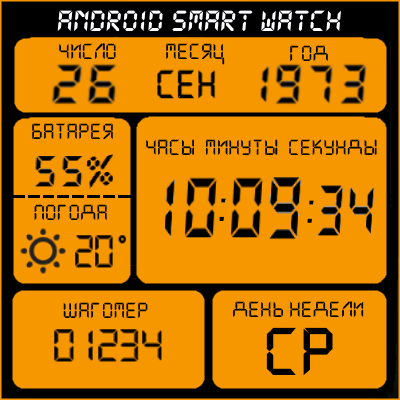 ANDROID SMART WATCH
ЧИСЛО МЕСЯЦ ГОД
26 СЕН 1973
БАТАРЕЯ
55%
ПОГОДА
20°
ЧАСЫ МИНУТЫ СЕКУНДЫ
10:09:34
ШАГОМЕР
01234
ДЕНЬ НЕДЕЛИ
СР